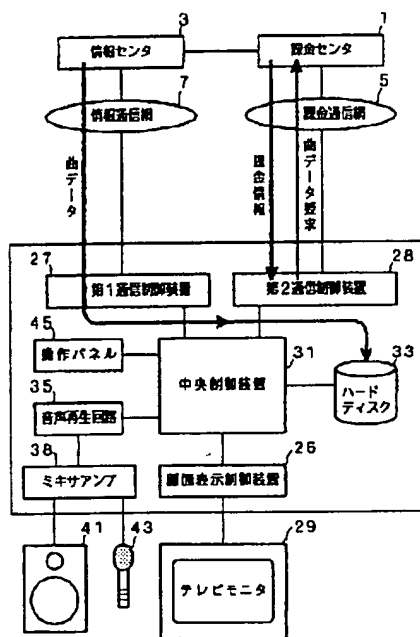 3
1
情報センタ
課金センタ
7
5
情報通信網
課金通信網
曲データ
課金情報
曲データ要求
27
28
第1通信制御装置
第2通信制御装置
45
操作パネル
31
33
中央制御装置
ハード
ディスク
35
音声再生回路
38
26
ミキサアンプ
画面表示制御装置
41
43
29
テレビモニタ